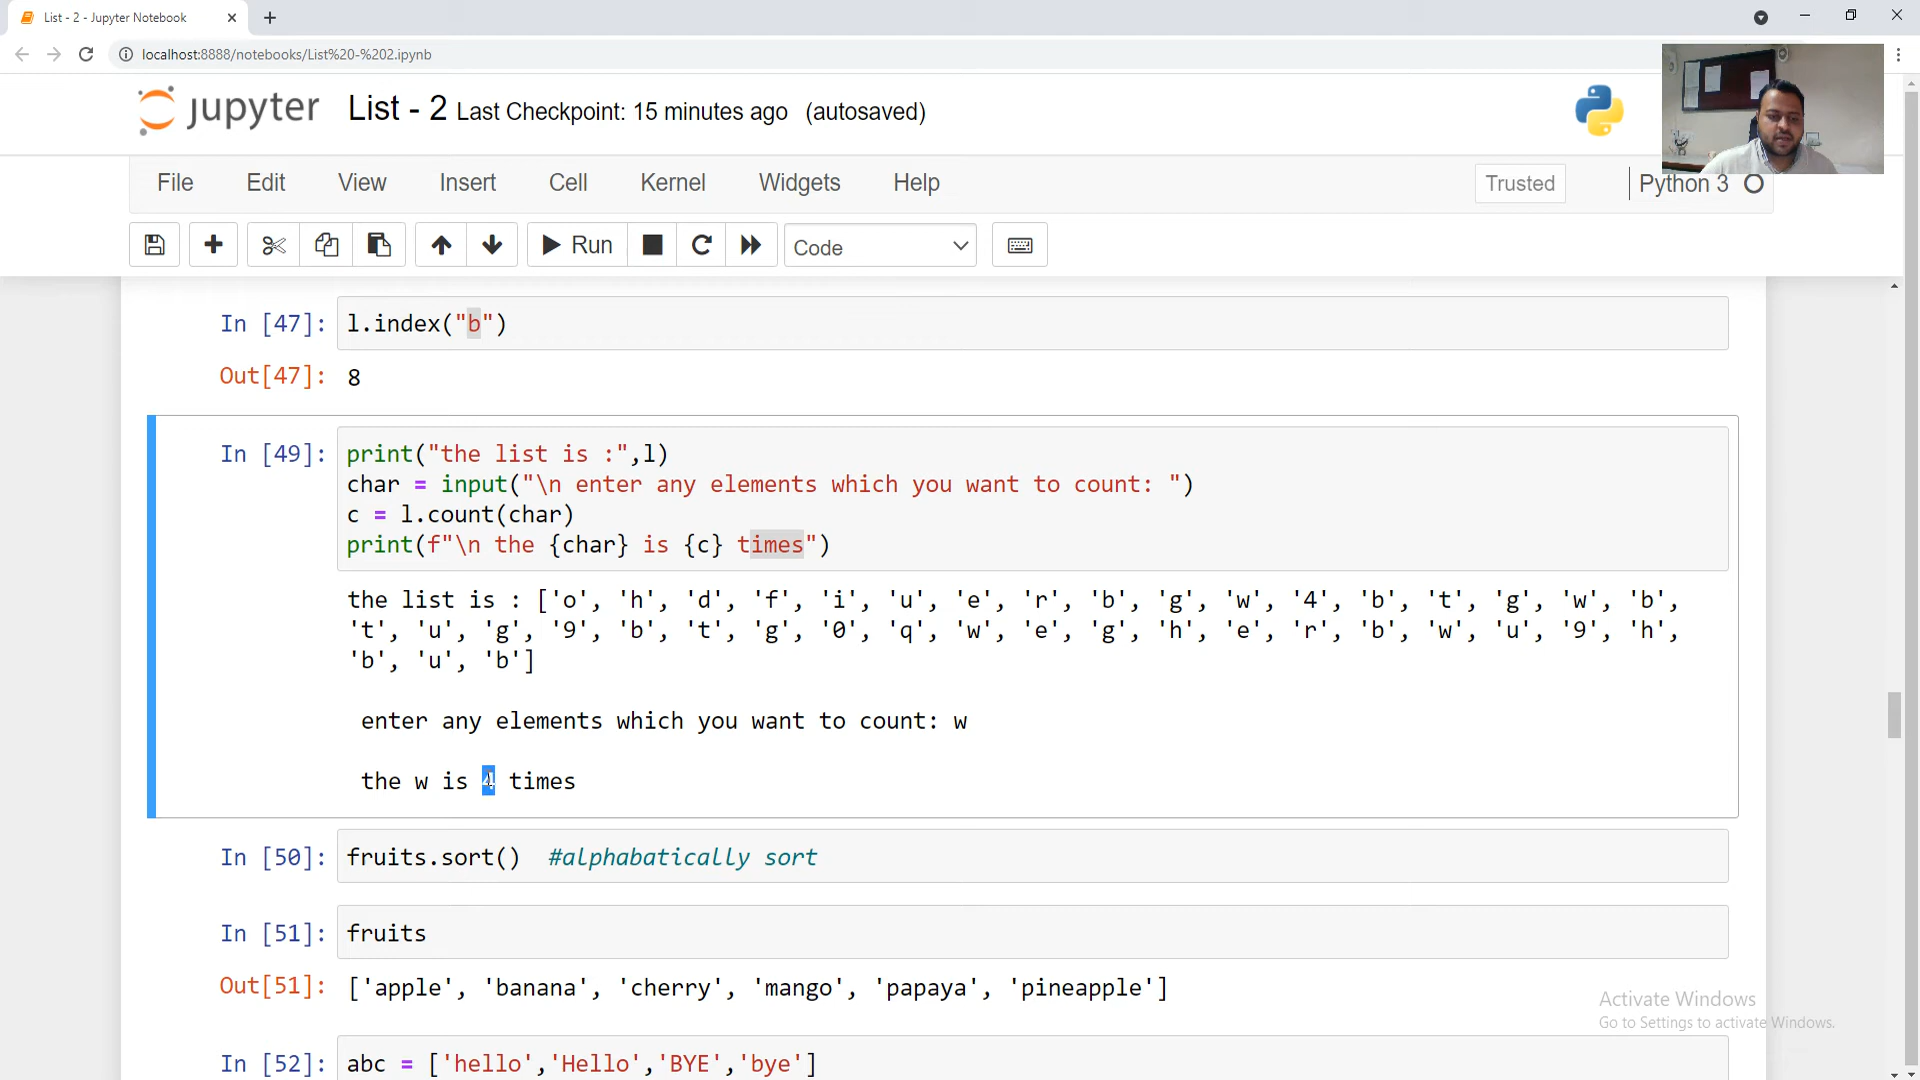 List - 2 - Jupyter Notebook
localhost:8888/notebooks/List%20-%202.ipynb
jupyter List - 2 Last Checkpoint: 15 minutes ago (autosaved)
File Edit View Insert Cell Kernel Widgets Help Trusted Python 3
Run Code
In [47]: l.index("b")
Out[47]: 8
In [49]: print("the list is :",l)
char = input("\n enter any elements which you want to count: ")
c = l.count(char)
print(f"\n the {char} is {c} times")
the list is : ['o', 'h', 'd', 'f', 'i', 'u', 'e', 'r', 'b', 'g', 'w', '4', 'b', 't', 'g', 'w', 'b',
't', 'u', 'g', '9', 'b', 't', 'g', '0', 'q', 'w', 'e', 'g', 'h', 'e', 'r', 'b', 'w', 'u', '9', 'h',
'b', 'u', 'b']
enter any elements which you want to count: w
the w is 4 times
In [50]: fruits.sort() #alphabatically sort
In [51]: fruits
Out[51]: ['apple', 'banana', 'cherry', 'mango', 'papaya', 'pineapple']
Activate Windows
Go to Settings to activate Windows.
In [52]: abc = ['hello','Hello','BYE','bye']